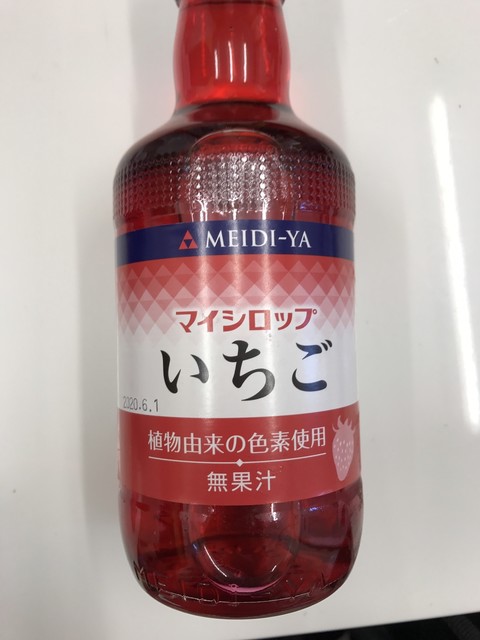 MEIDI-YA
マイシロップ
いちご
2020.6.1
植物由来の色素使用
無果汁